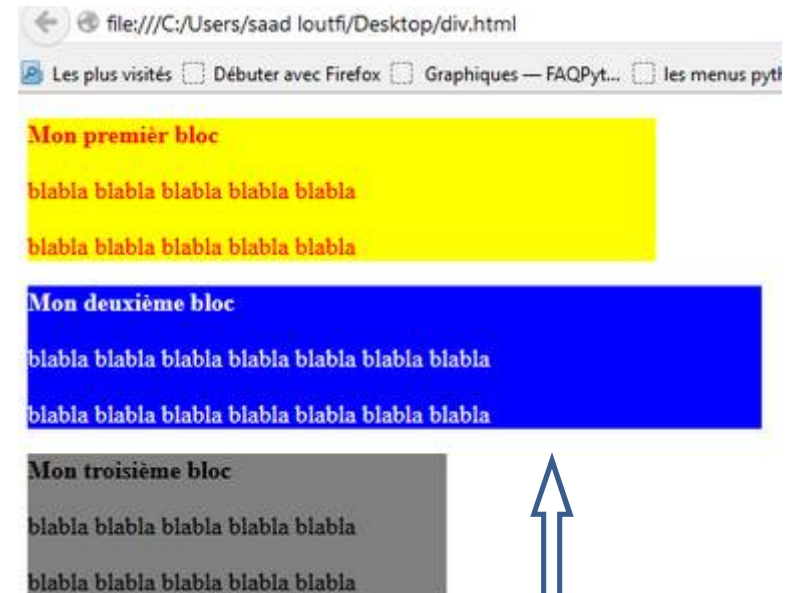 file:///C:/Users/saad loutfi/Desktop/div.html
Les plus visités Débuter avec Firefox Graphiques — FAQPyt... les menus pyth
Mon premièr bloc
blabla blabla blabla blabla blabla
blabla blabla blabla blabla blabla
Mon deuxième bloc
blabla blabla blabla blabla blabla blabla blabla
blabla blabla blabla blabla blabla blabla blabla
Mon troisième bloc
blabla blabla blabla blabla blabla
blabla blabla blabla blabla blabla